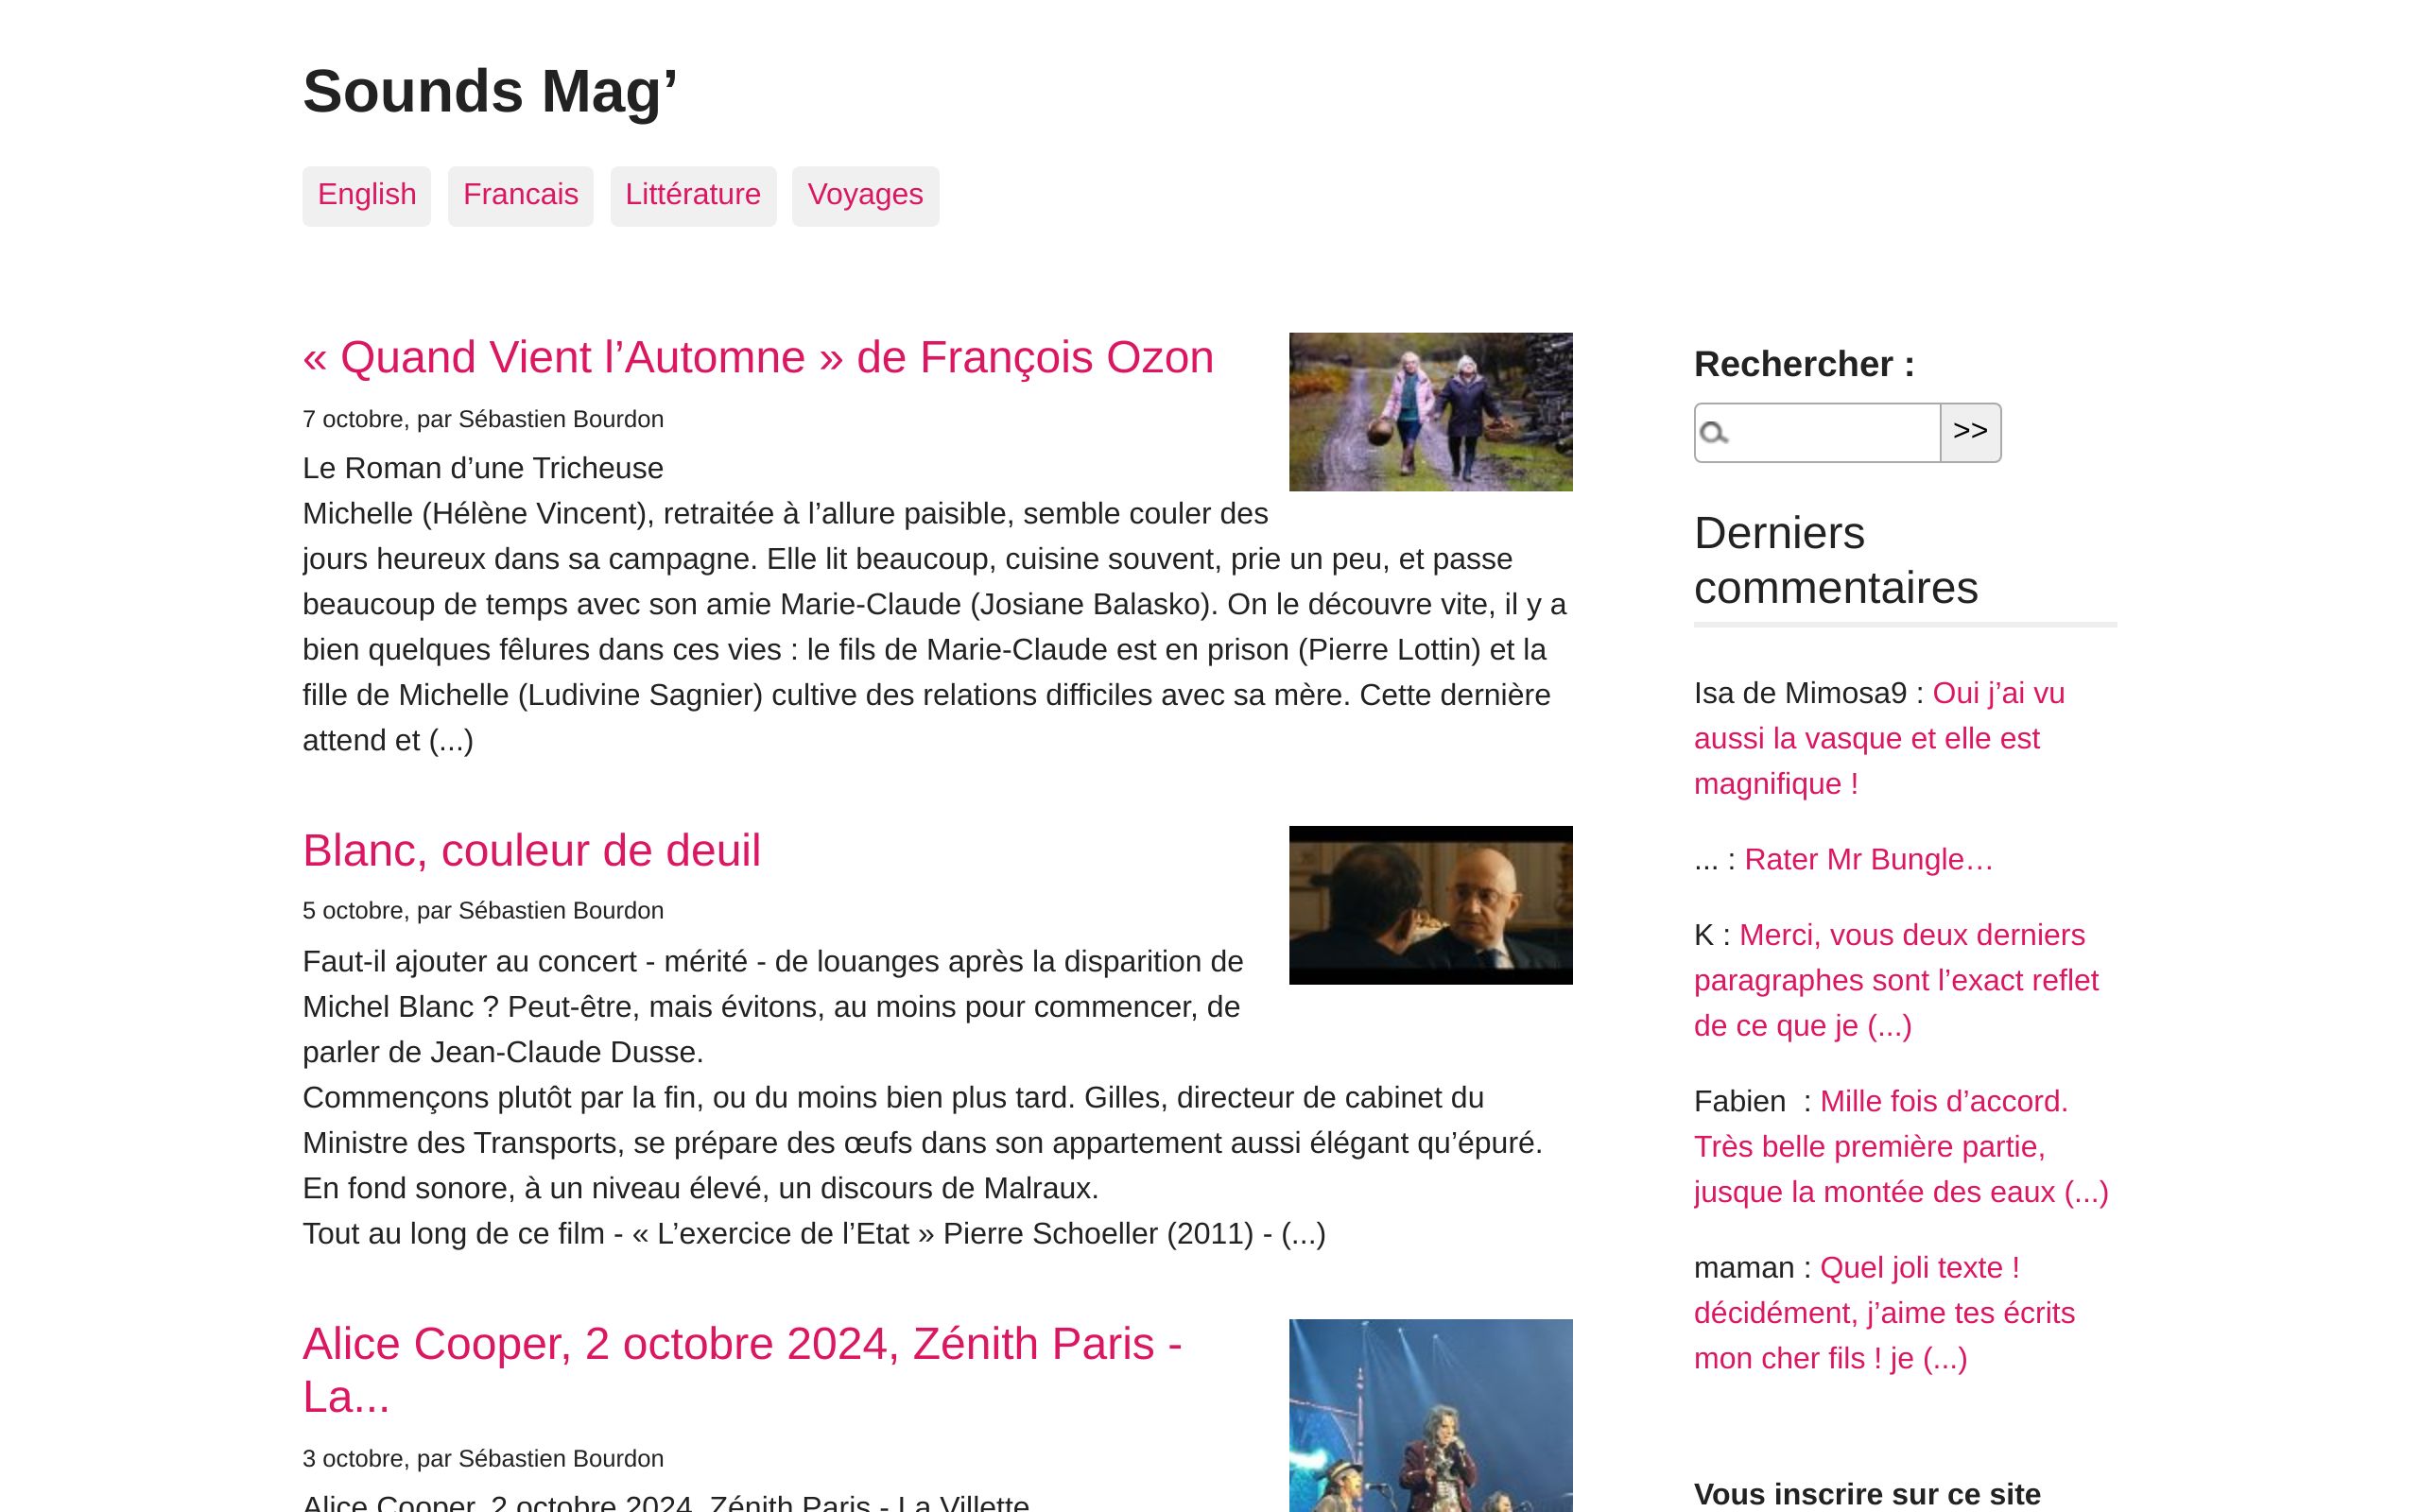 Sounds Mag’
English Francais Littérature Voyages
« Quand Vient l’Automne » de François Ozon
7 octobre, par Sébastien Bourdon
Le Roman d’une Tricheuse
Michelle (Hélène Vincent), retraitée à l’allure paisible, semble couler des
jours heureux dans sa campagne. Elle lit beaucoup, cuisine souvent, prie un peu, et passe
beaucoup de temps avec son amie Marie-Claude (Josiane Balasko). On le découvre vite, il y a
bien quelques fêlures dans ces vies : le fils de Marie-Claude est en prison (Pierre Lottin) et la
fille de Michelle (Ludivine Sagnier) cultive des relations difficiles avec sa mère. Cette dernière
attend et (...)
Blanc, couleur de deuil
5 octobre, par Sébastien Bourdon
Faut-il ajouter au concert - mérité - de louanges après la disparition de
Michel Blanc ? Peut-être, mais évitons, au moins pour commencer, de
parler de Jean-Claude Dusse.
Commençons plutôt par la fin, ou du moins bien plus tard. Gilles, directeur de cabinet du
Ministre des Transports, se prépare des œufs dans son appartement aussi élégant qu’épuré.
En fond sonore, à un niveau élevé, un discours de Malraux.
Tout au long de ce film - « L’exercice de l’Etat » Pierre Schoeller (2011) - (...)
Alice Cooper, 2 octobre 2024, Zénith Paris -
La...
3 octobre, par Sébastien Bourdon
Alice Cooper, 2 octobre 2024, Zénith Paris - La Villette
Rechercher :
>>
Derniers
commentaires
Isa de Mimosa9 : Oui j’ai vu
aussi la vasque et elle est
magnifique !
... : Rater Mr Bungle…
K : Merci, vous deux derniers
paragraphes sont l’exact reflet
de ce que je (...)
Fabien  : Mille fois d’accord.
Très belle première partie,
jusque la montée des eaux (...)
maman : Quel joli texte !
décidément, j’aime tes écrits
mon cher fils ! je (...)
Vous inscrire sur ce site